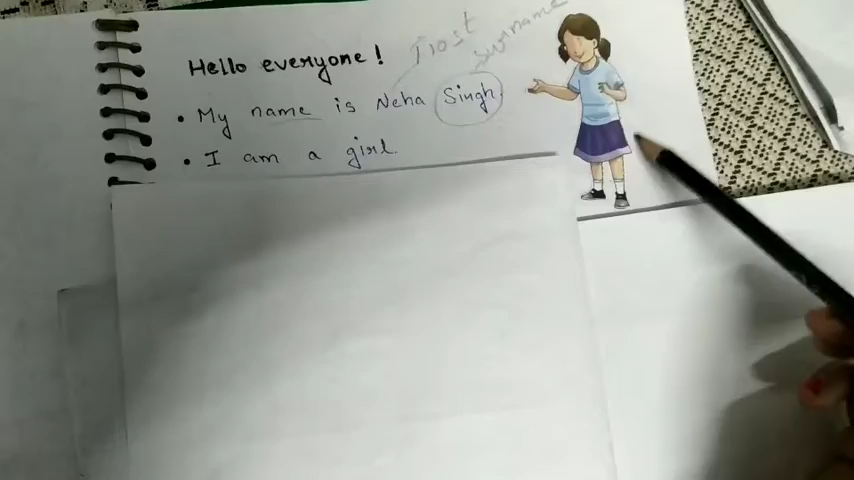 Hello everyone!
First
surname
• My name is Neha Singh.
• I am a girl.